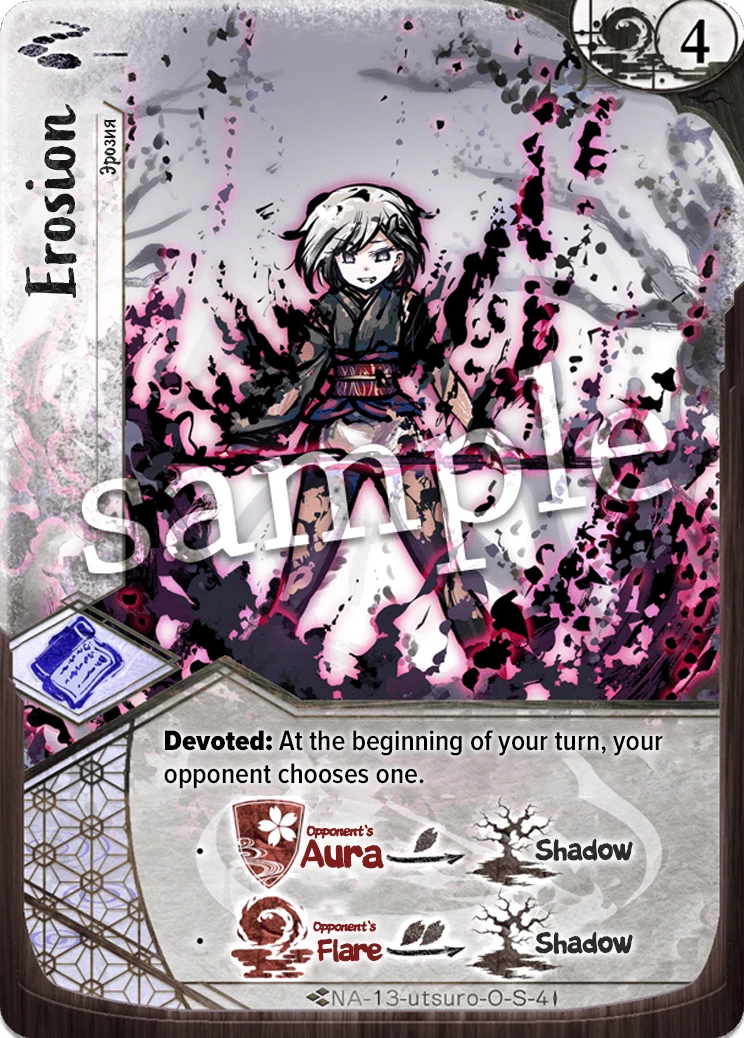 4
Erosion
Эрозия
sample
Devoted: At the beginning of your turn, your
opponent chooses one.
• Opponent's
Aura
Shadow
• Opponent's
Flare
Shadow
NA-13-utsuro-O-S-4